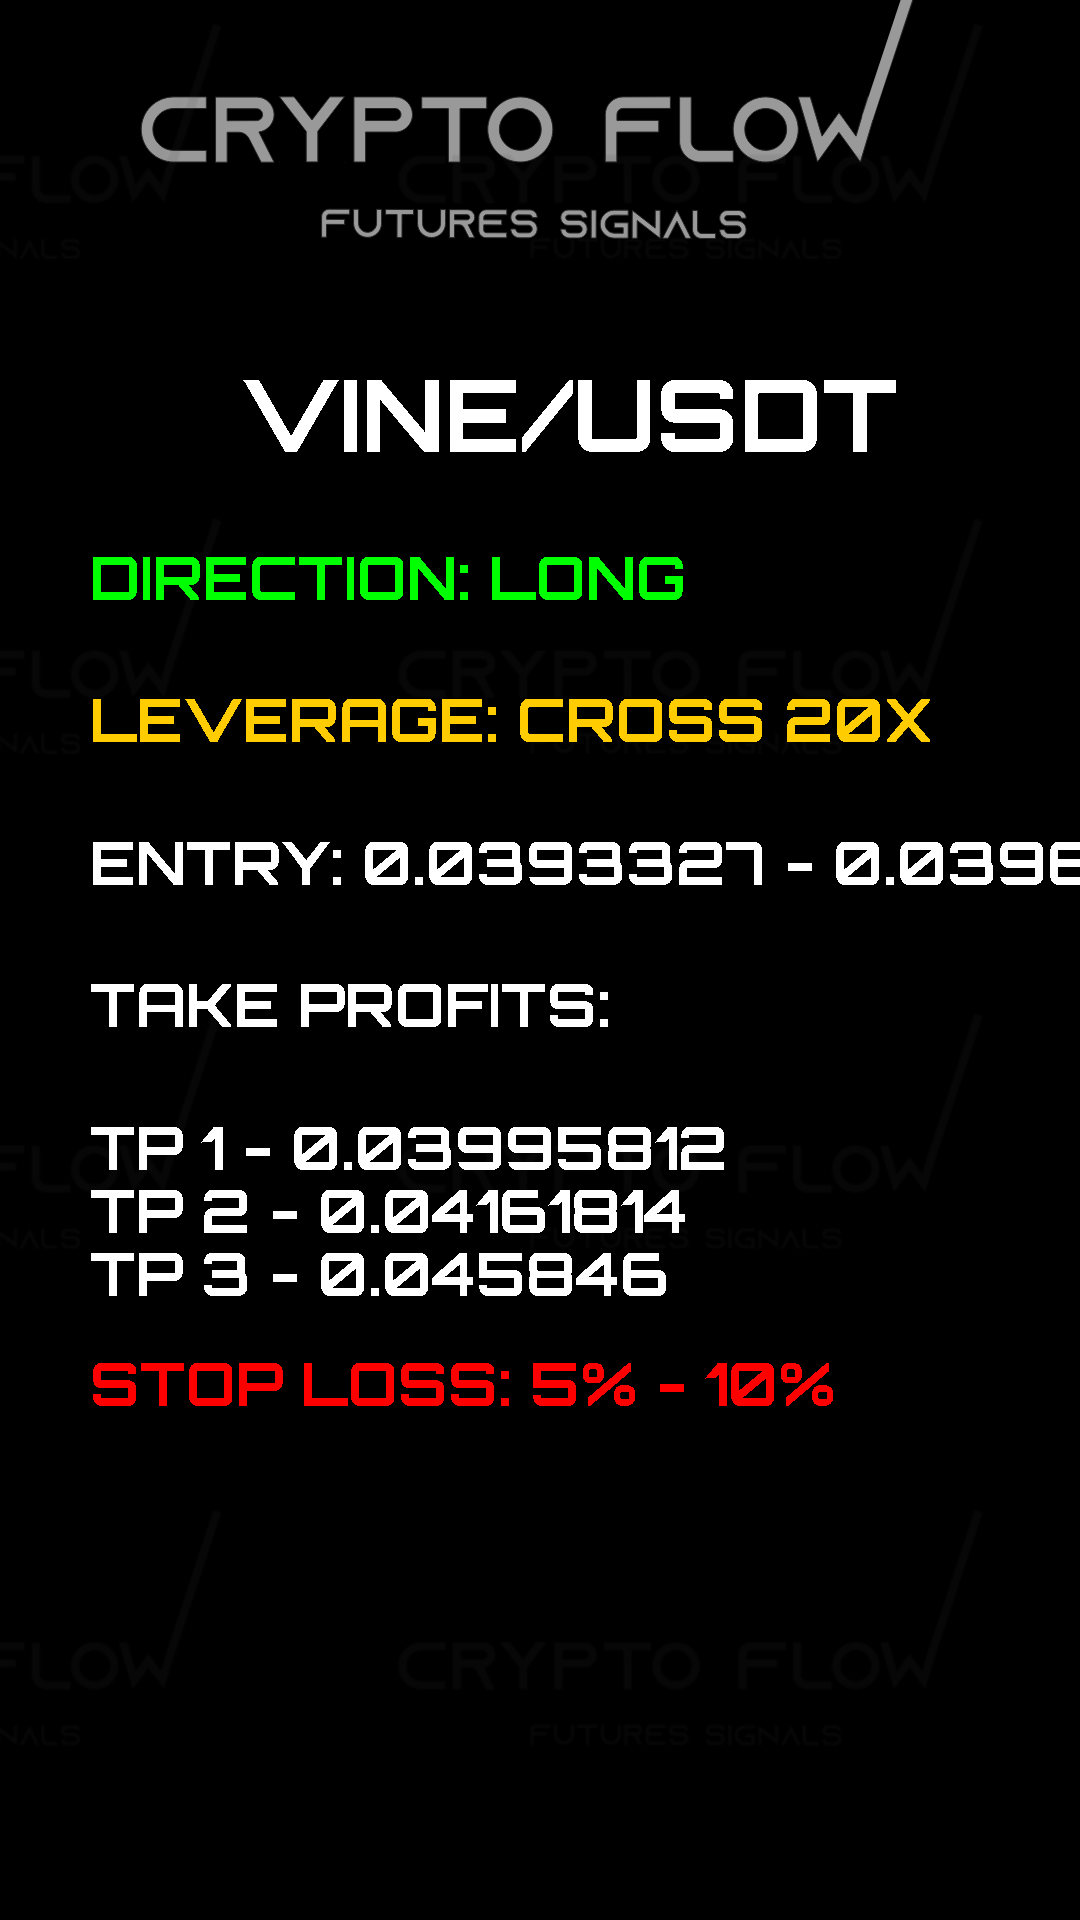 CRYPTO FLOW
FUTURES SIGNALS
VINE/USDT
DIRECTION: LONG
LEVERAGE: CROSS 20X
ENTRY: 0.0393327 - 0.039
TAKE PROFITS:
TP 1 - 0.03995812
TP 2 - 0.04161814
TP 3 - 0.045846
STOP LOSS: 5% - 10%